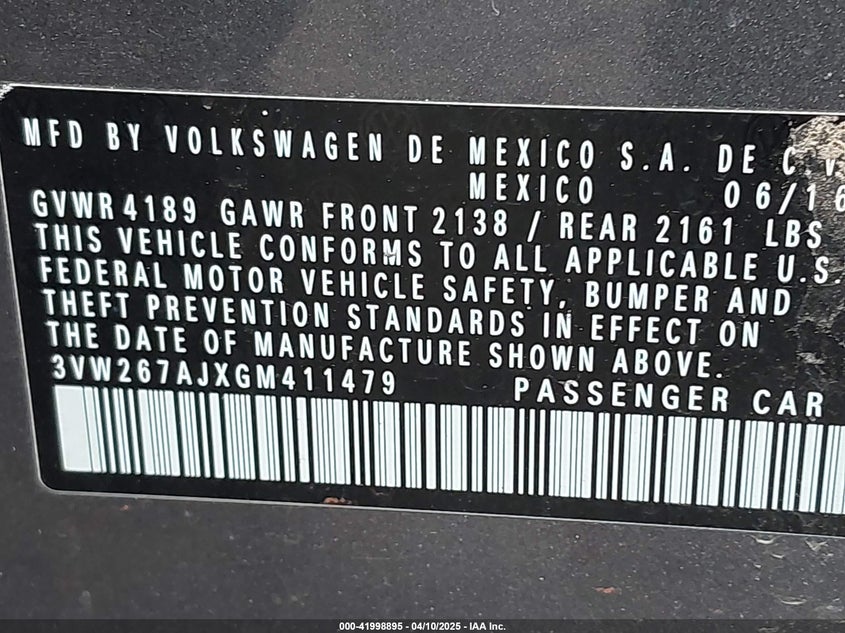 MFD BY VOLKSWAGEN DE MEXICO S.A. DE C.V.
MEXICO 06/16
GVWR 4189 GAWR FRONT 2138 / REAR 2161 LBS
THIS VEHICLE CONFORMS TO ALL APPLICABLE U.S.
FEDERAL MOTOR VEHICLE SAFETY, BUMPER AND
THEFT PREVENTION STANDARDS IN EFFECT ON
THE DATE OF MANUFACTURE SHOWN ABOVE.
3VW267AJXGM411479 PASSENGER CAR
000-41998895 - 04/10/2025 - IAA Inc.